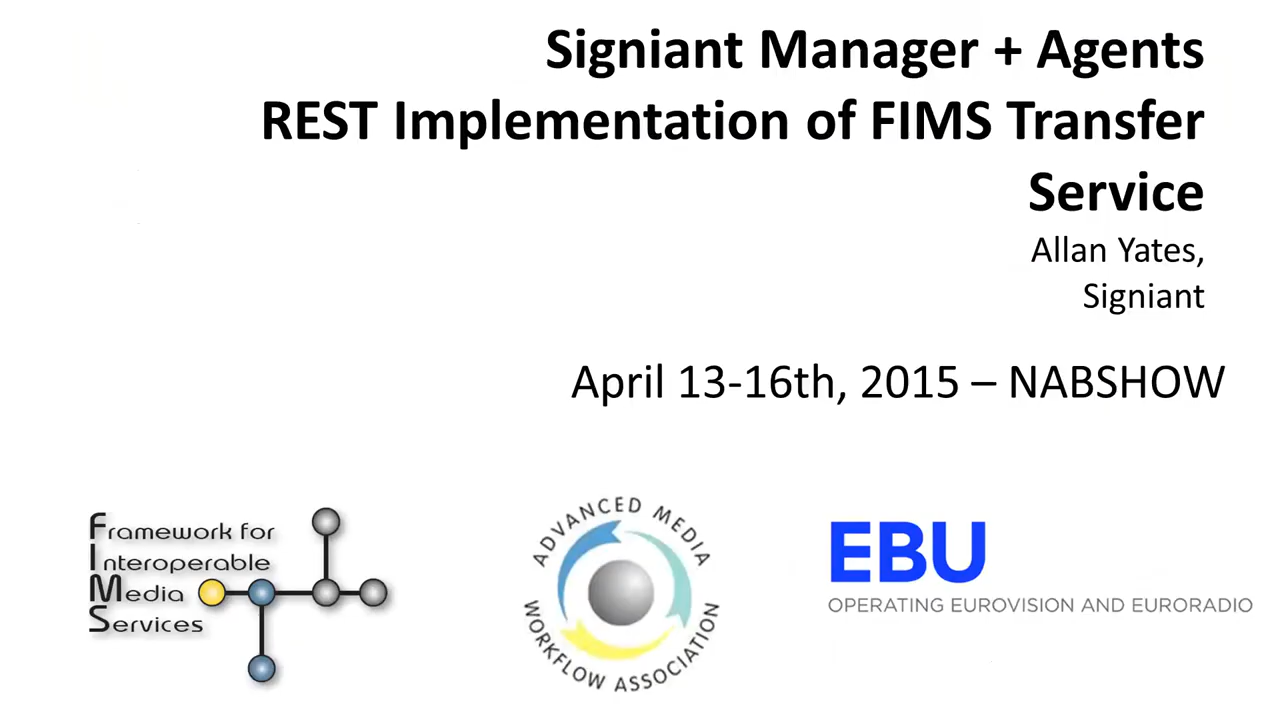 Signiant Manager + Agents
REST Implementation of FIMS Transfer
Service
Allan Yates,
Signiant
April 13-16th, 2015 – NABSHOW
Framework for
Interoperable
Media
Services
ADVANCED MEDIA
WORKFLOW ASSOCIATION
EBU
OPERATING EUROVISION AND EURORADIO